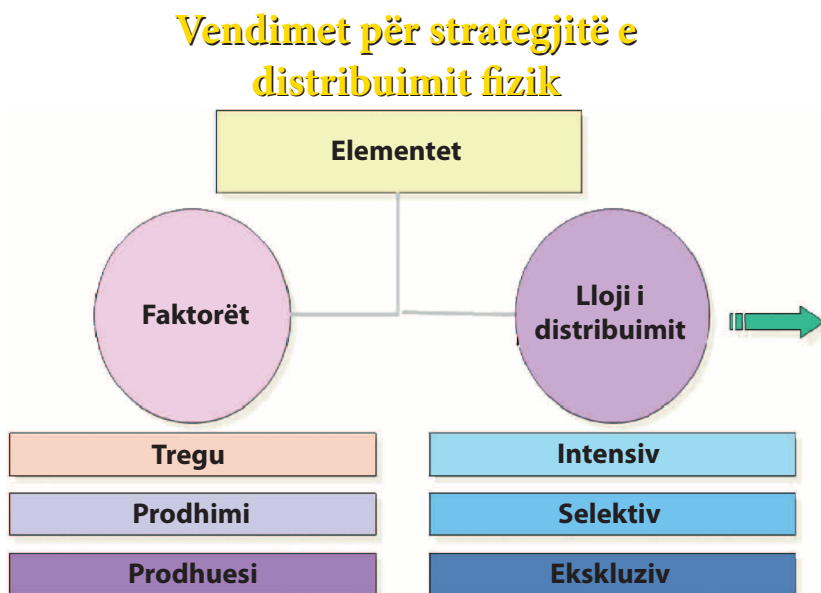 Vendimet për strategjitë e
distribuimit fizik
Elementet
Faktorët
Lloji i
distribuimit
Tregu
Prodhimi
Prodhuesi
Intensiv
Selektiv
Ekskluziv